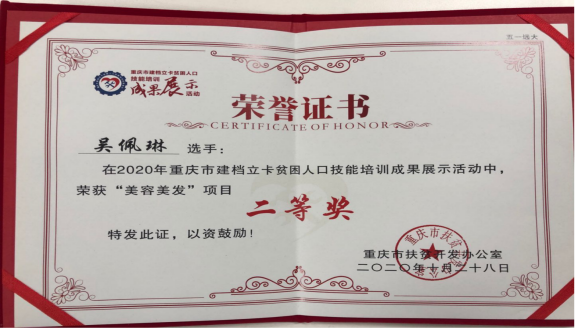 重庆市建档立卡贫困人口
技能培训
成果展示
活动
荣誉证书
CERTIFICATE OF HONOR
吴佩琳 选手：
在2020年重庆市建档立卡贫困人口技能培训成果展示活动中，
荣获“美容美发”项目
二等奖
特发此证，以资鼓励！
重庆市扶贫开发办公室
二〇二〇年十月二十八日